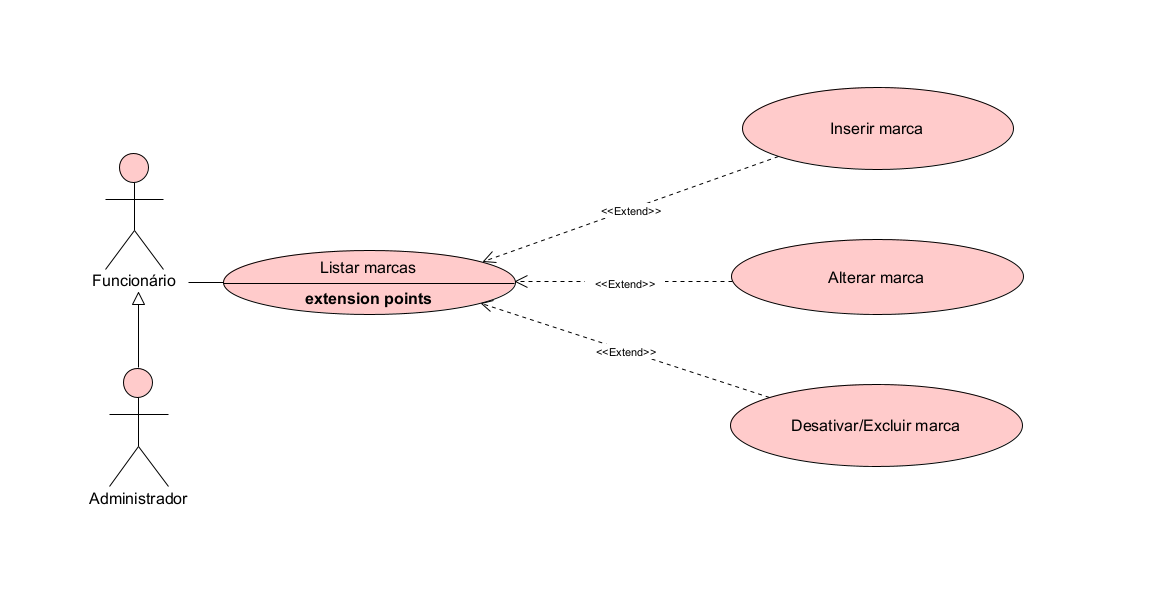 Inserir marca
<<Extend>>
Listar marcas
Funcionário
Alterar marca
<<Extend>>
extension points
<<Extend>>
Desativar/Excluir marca
Administrador